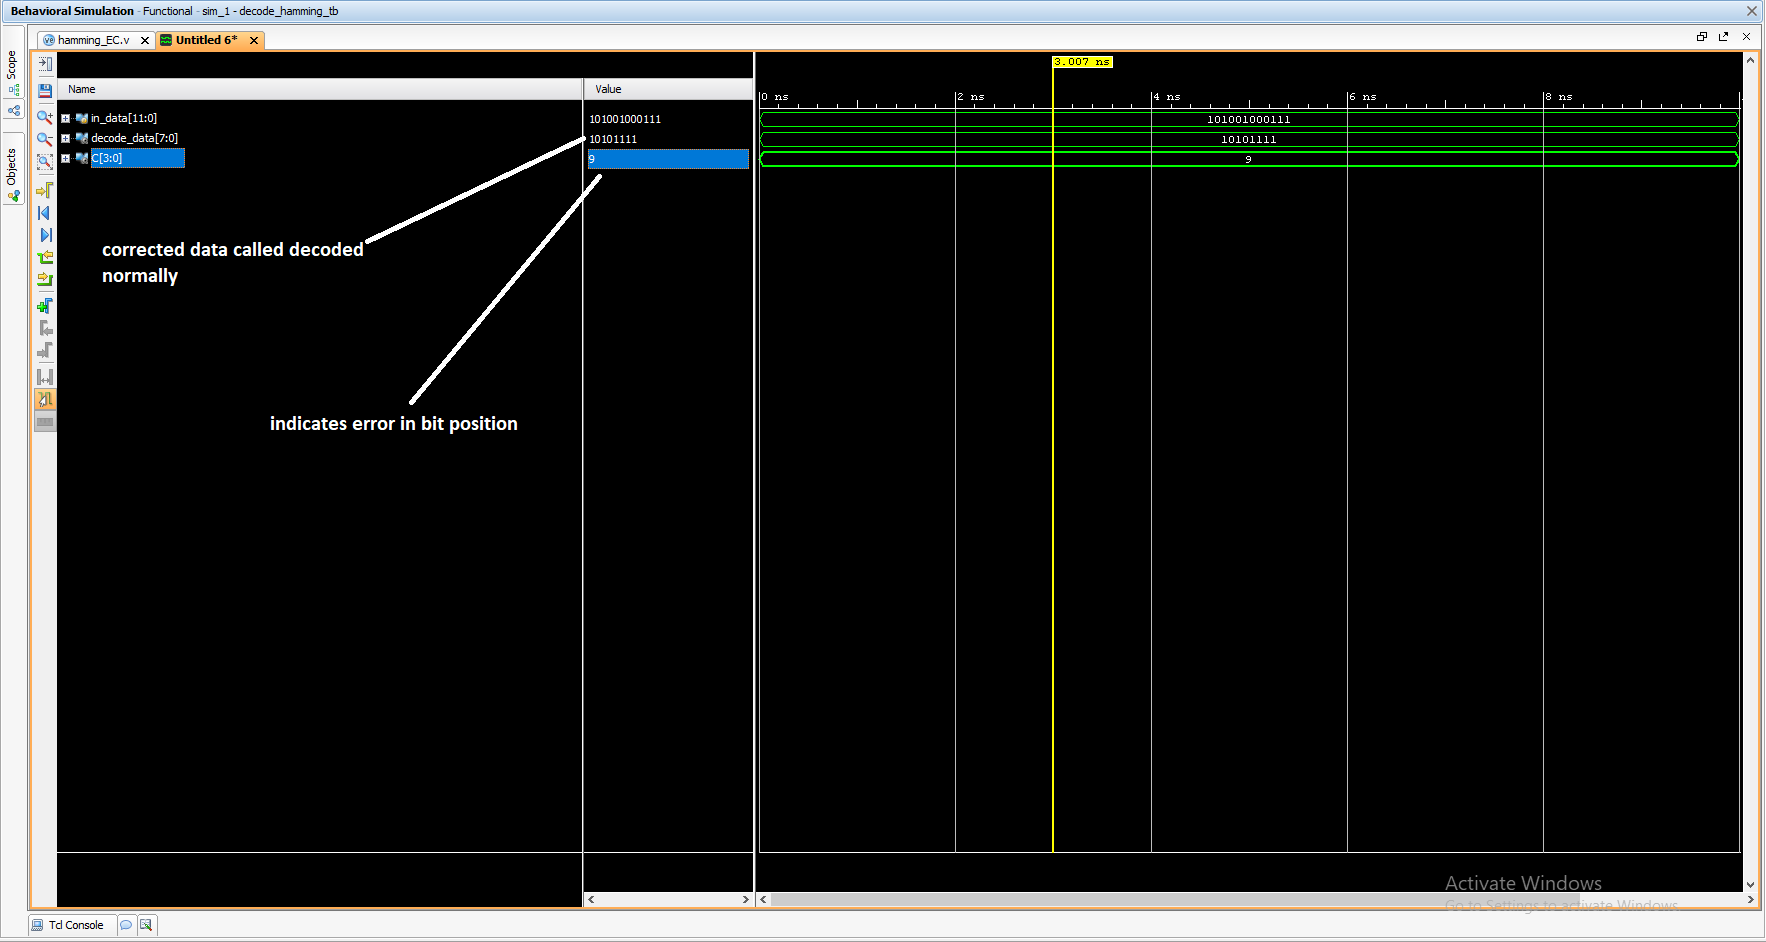 Behavioral Simulation - Functional - sim_1 - decode_hamming_tb
Scope
Objects
hamming_EC.v
Untitled 6*
3.007 ns
Name
Value
0 ns
2 ns
4 ns
6 ns
8 ns
in_data[11:0]
101001000111
101001000111
decode_data[7:0]
10101111
10101111
C[3:0]
9
9
corrected data called decoded
normally
indicates error in bit position
Activate Windows
Go to Settings to activate Windows.
Tcl Console